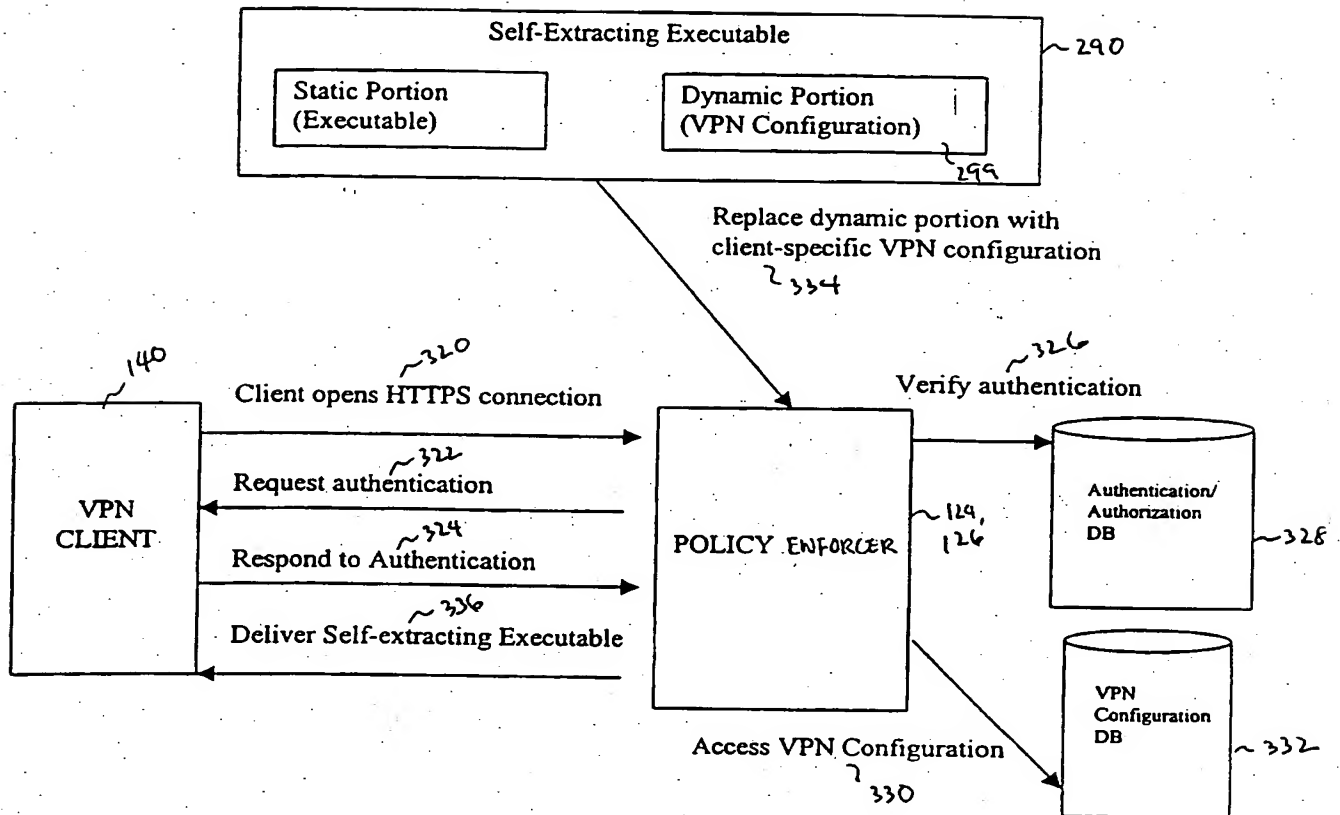 Self-Extracting Executable
290
Static Portion
(Executable)
Dynamic Portion
(VPN Configuration)
299
Replace dynamic portion with
client-specific VPN configuration
334
140
320
Client opens HTTPS connection
326
Verify authentication
322
Request authentication
VPN
CLIENT
324
Respond to Authentication
336
Deliver Self-extracting Executable
POLICY ENFORCER
124,
126
Authentication/
Authorization
DB
328
Access VPN Configuration
330
VPN
Configuration
DB
332